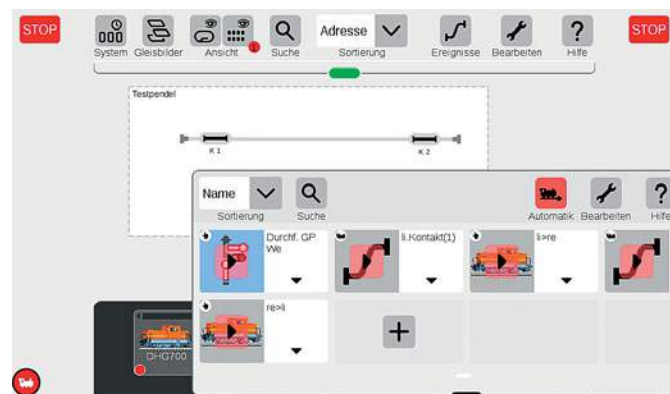 STOP
Adresse
STOP
System
Gleisbilder
Ansicht
1
Suche
Sortierung
Ereignisse
Bearbeiten
Hilfe
Testpendel
K 1
K 2
Name
Sortierung
Suche
Automatik
Bearbeiten
Hilfe
Durchf. GP
We
li.Kontakt(1)
li>re
re>li
DHG700